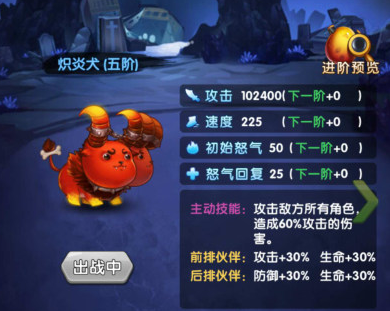 炽炎犬(五阶)
进阶预览
攻击 102400(下一阶+0 )
速度 225 (下一阶+0 )
初始怒气 50 (下一阶+0 )
怒气回复 25 (下一阶+0 )
主动技能：攻击敌方所有角色，
造成60%攻击的伤
害。
前排伙伴：攻击+30% 生命+30%
后排伙伴：防御+30% 生命+30%
出战中